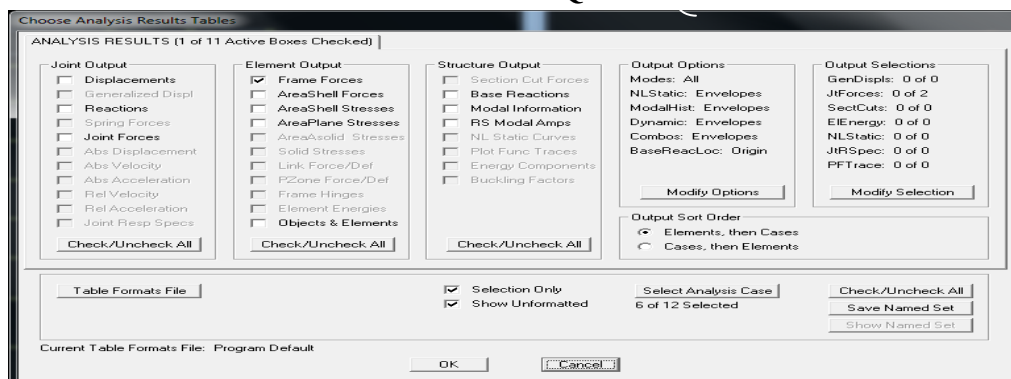 Choose Analysis Results Tables
ANALYSIS RESULTS (1 of 11 Active Boxes Checked)
Joint Output
Displacements
Generalized Displ
Reactions
Spring Forces
Joint Forces
Abs Displacement
Abs Velocity
Abs Acceleration
Rel Velocity
Rel Acceleration
Joint Resp Specs
Check/Uncheck All
Element Output
Frame Forces
AreaShell Forces
AreaShell Stresses
AreaPlane Stresses
AreaAsolid Stresses
Solid Stresses
Link Force/Def
PZone Force/Def
Frame Hinges
Element Energies
Objects & Elements
Check/Uncheck All
Structure Output
Section Cut Forces
Base Reactions
Modal Information
RS Modal Amps
NL Static Curves
Plot Func Traces
Energy Components
Buckling Factors
Check/Uncheck All
Output Options
Modes: All
NLStatic: Envelopes
ModalHist: Envelopes
Dynamic: Envelopes
Combos: Envelopes
BaseReacLoc: Origin
Modify Options
Output Selections
GenDispls: 0 of 0
JtForces: 0 of 2
SectCuts: 0 of 0
ElEnergy: 0 of 0
NLStatic: 0 of 0
JtRSpec: 0 of 0
PFTrace: 0 of 0
Modify Selection
Output Sort Order
Elements, then Cases
Cases, then Elements
Table Formats File
Selection Only
Show Unformatted
Select Analysis Case
6 of 12 Selected
Check/Uncheck All
Save Named Set
Show Named Set
Current Table Formats File: Program Default
OK
Cancel